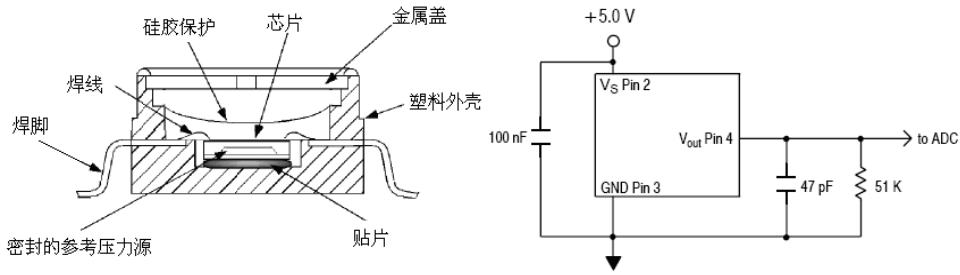 硅胶保护
芯片
金属盖
焊线
塑料外壳
焊脚
密封的参考压力源
贴片
+5.0 V
VS Pin 2
100 nF
Vout Pin 4
to ADC
GND Pin 3
47 pF
51 K